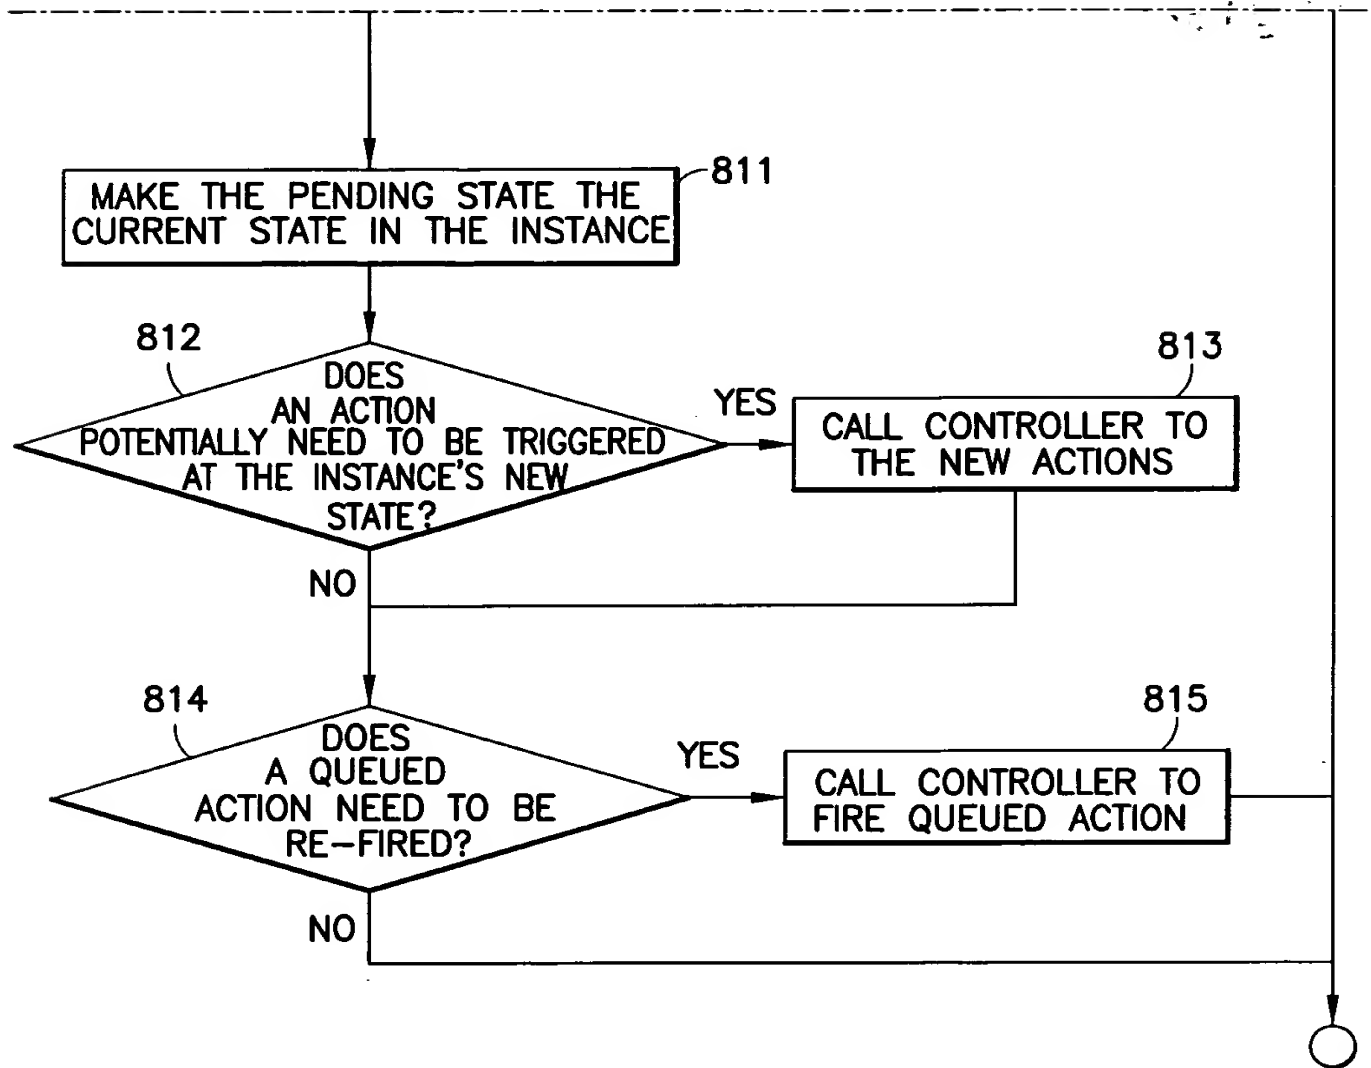 811
MAKE THE PENDING STATE THE
CURRENT STATE IN THE INSTANCE
812
DOES
AN ACTION
POTENTIALLY NEED TO BE TRIGGERED
AT THE INSTANCE'S NEW
STATE?
YES
813
CALL CONTROLLER TO
THE NEW ACTIONS
NO
814
DOES
A QUEUED
ACTION NEED TO BE
RE-FIRED?
YES
815
CALL CONTROLLER TO
FIRE QUEUED ACTION
NO